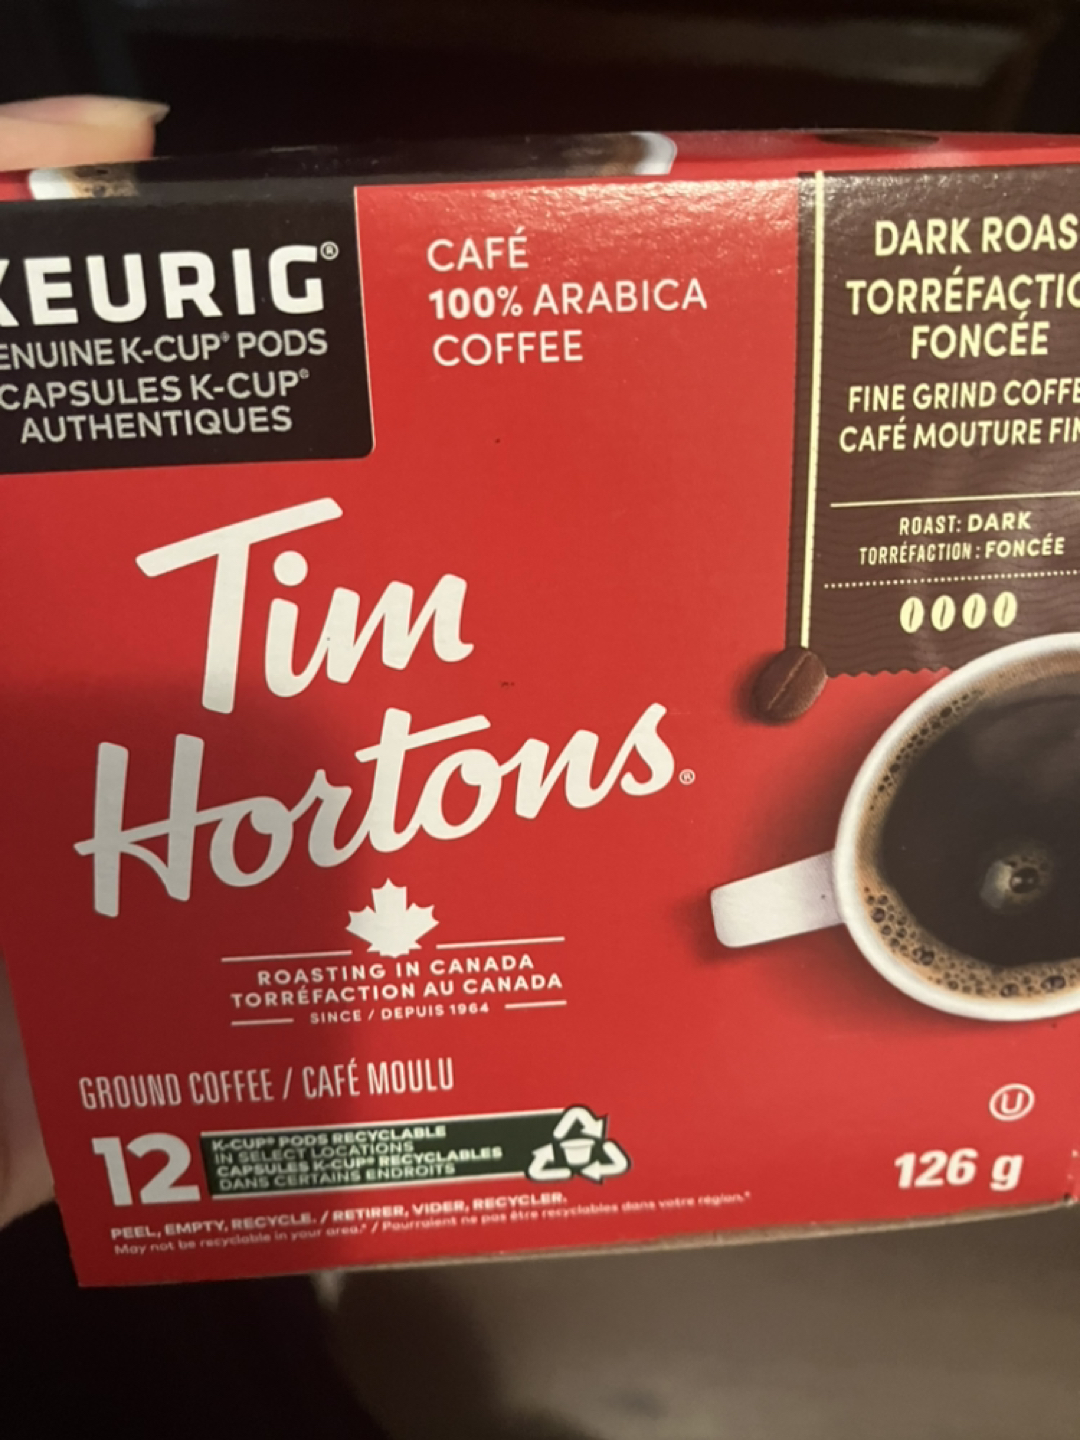 KEURIG®
ENUINE K-CUP® PODS
CAPSULES K-CUP®
AUTHENTIQUES
CAFÉ
100% ARABICA
COFFEE
DARK ROAS
TORRÉFACTIO
FONCÉE
FINE GRIND COFFE
CAFÉ MOUTURE FIN
ROAST: DARK
TORRÉFACTION : FONCÉE
Tim
Hortons®
ROASTING IN CANADA
TORRÉFACTION AU CANADA
SINCE / DEPUIS 1964
GROUND COFFEE / CAFÉ MOULU
12
K-CUP® PODS RECYCLABLE
IN SELECT LOCATIONS
CAPSULES K-CUP® RECYCLABLES
DANS CERTAINS ENDROITS
PEEL, EMPTY, RECYCLE. / RETIRER, VIDER, RECYCLER.
May not be recyclable in your area.* / Pourraient ne pas être recyclables dans votre région.*
U
126 g